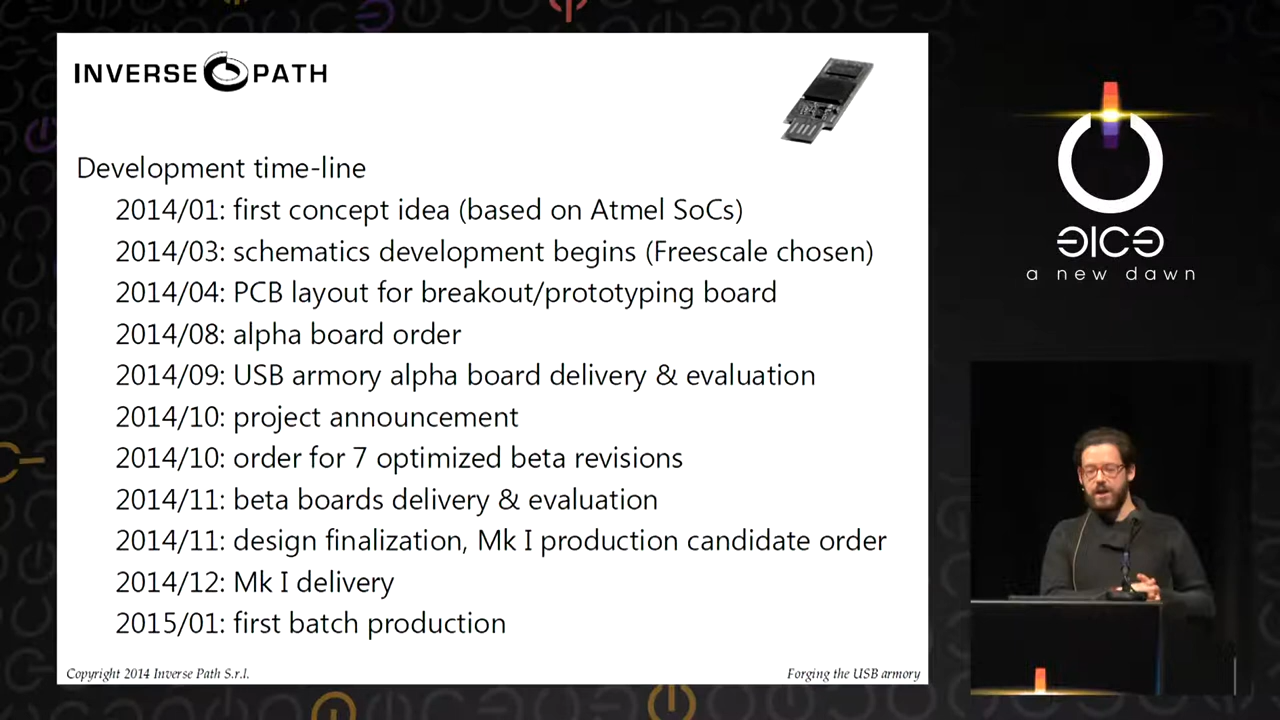 INVERSE PATH
Development time-line
2014/01: first concept idea (based on Atmel SoCs)
2014/03: schematics development begins (Freescale chosen)
2014/04: PCB layout for breakout/prototyping board
2014/08: alpha board order
2014/09: USB armory alpha board delivery & evaluation
2014/10: project announcement
2014/10: order for 7 optimized beta revisions
2014/11: beta boards delivery & evaluation
2014/11: design finalization, Mk I production candidate order
2014/12: Mk I delivery
2015/01: first batch production
Copyright 2014 Inverse Path S.r.l.
Forging the USB armory
a new dawn